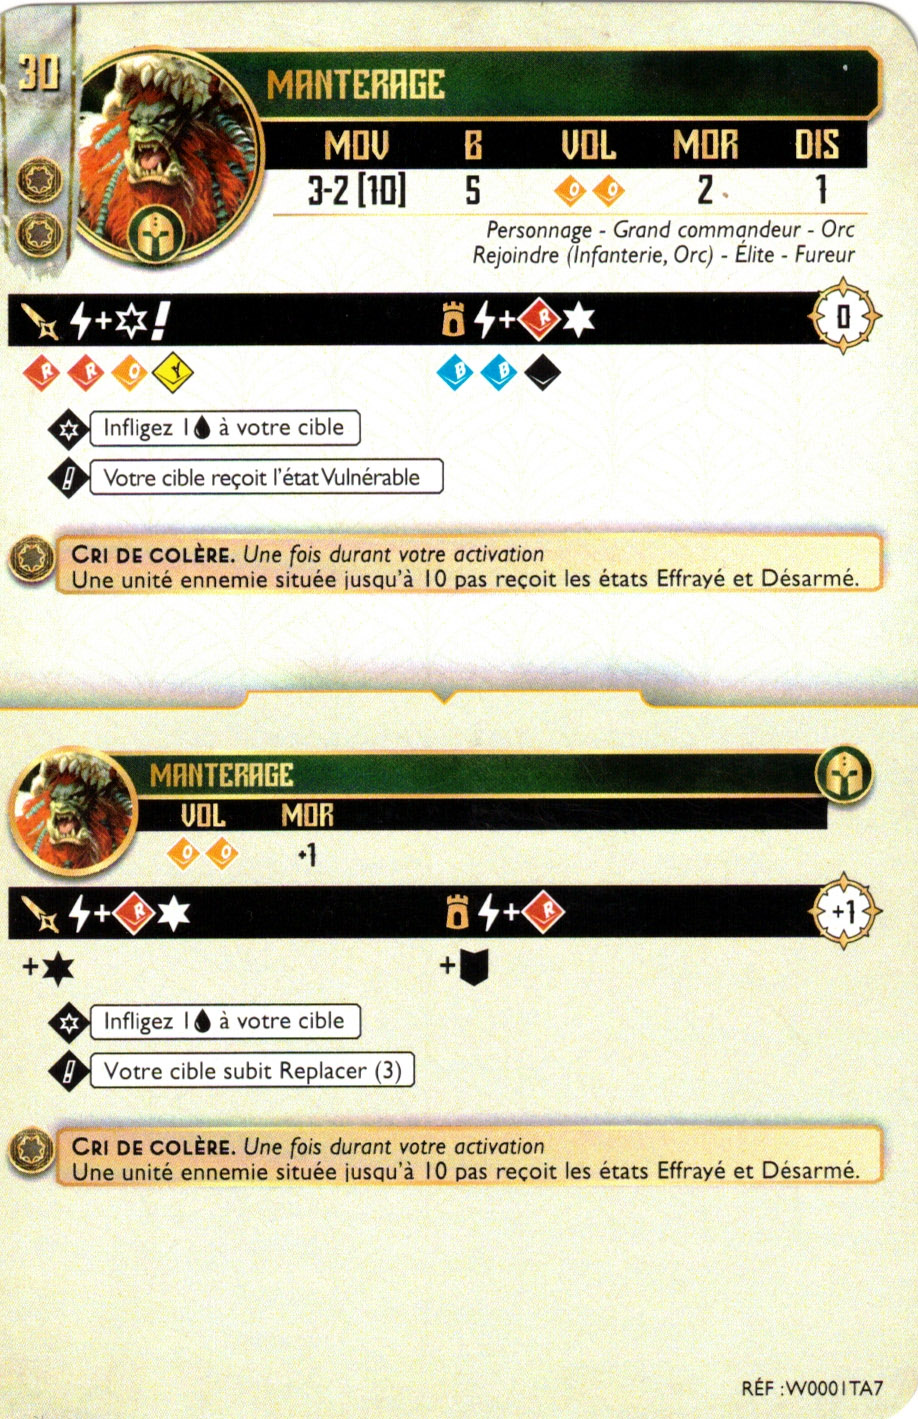 30
MANTERAGE
MOV B VOL MOR DIS
3-2 [10] 5 O O 2 1
Personnage - Grand commandeur - Orc
Rejoindre (Infanterie, Orc) - Élite - Fureur
+ ! + R 0
R R O Y B B
Infligez 1 à votre cible
! Votre cible reçoit l'état Vulnérable
CRI DE COLÈRE. Une fois durant votre activation
Une unité ennemie située jusqu'à 10 pas reçoit les états Effrayé et Désarmé.
MANTERAGE
VOL MOR
O O +1
+ R + R +1
+ +
Infligez 1 à votre cible
! Votre cible subit Replacer (3)
CRI DE COLÈRE. Une fois durant votre activation
Une unité ennemie située jusqu'à 10 pas reçoit les états Effrayé et Désarmé.
RÉF :W0001TA7